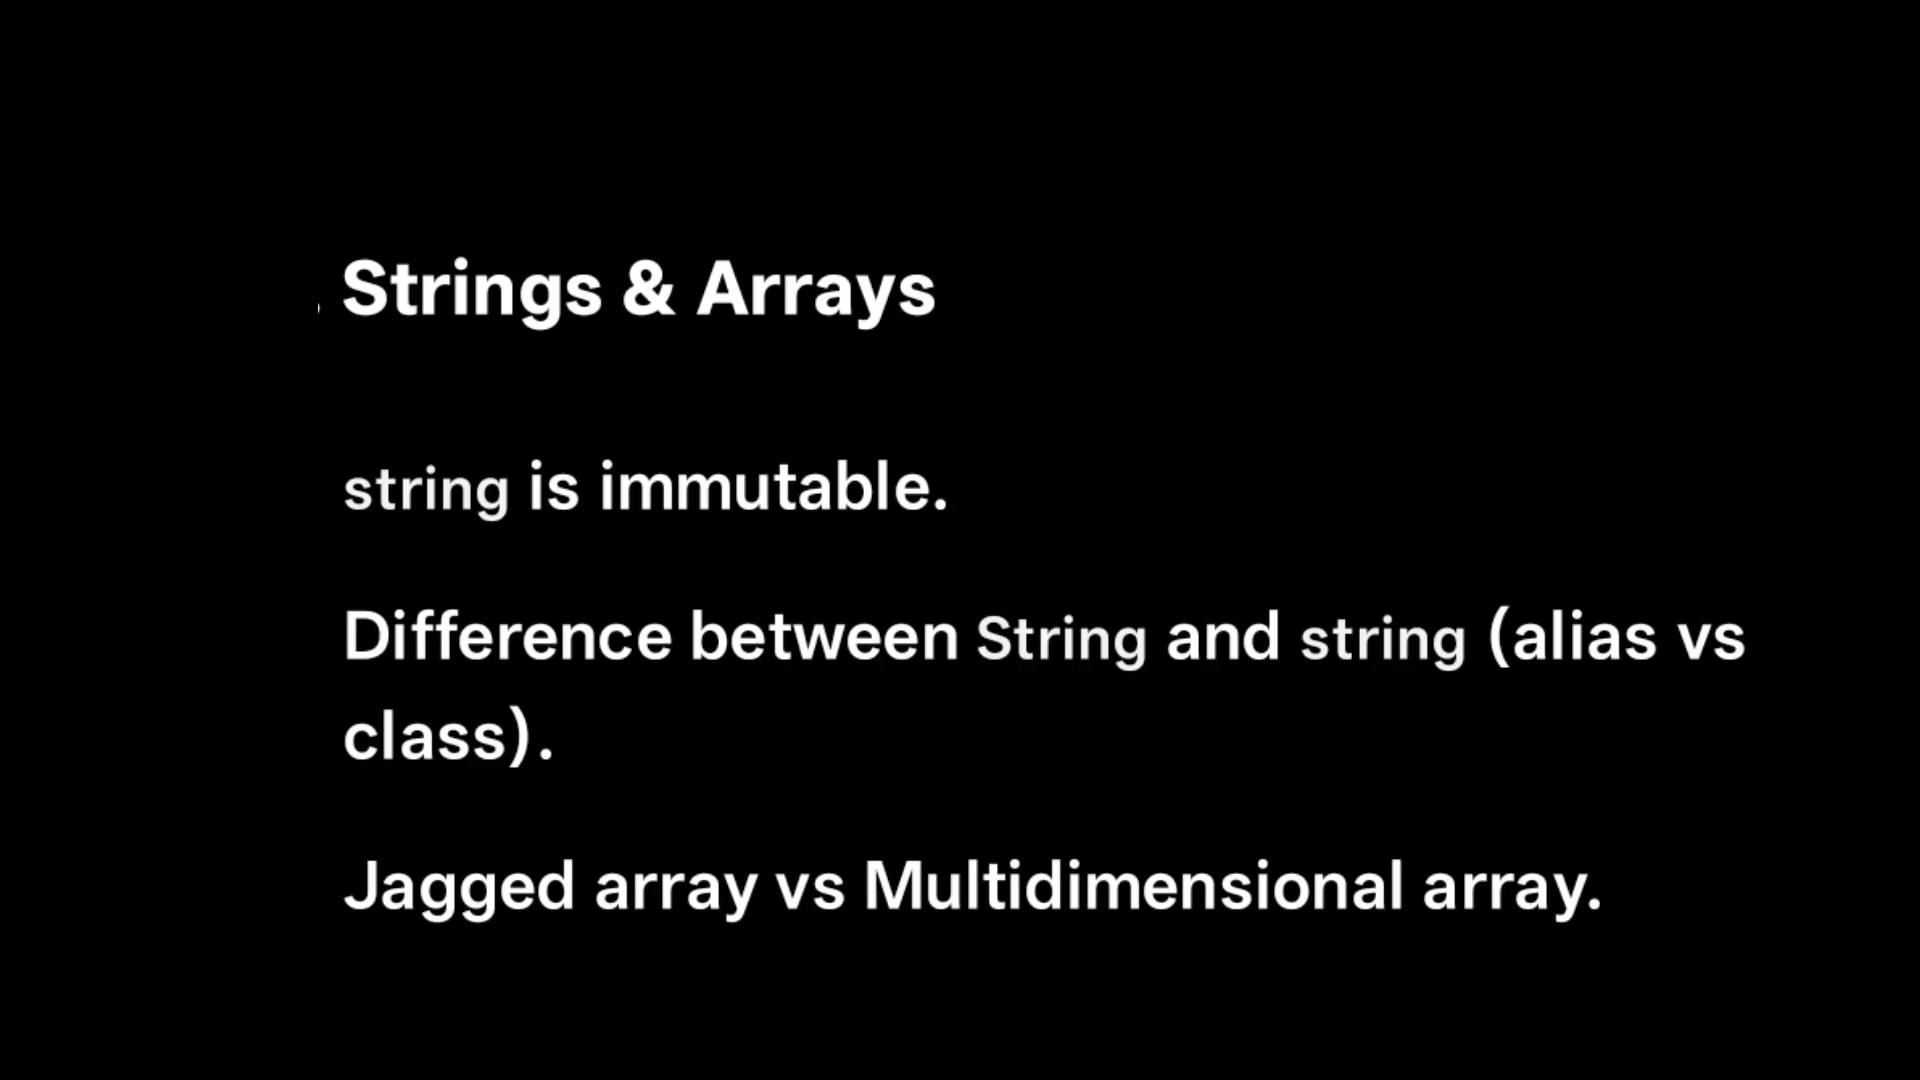 Strings & Arrays
string is immutable.
Difference between String and string (alias vs
class).
Jagged array vs Multidimensional array.